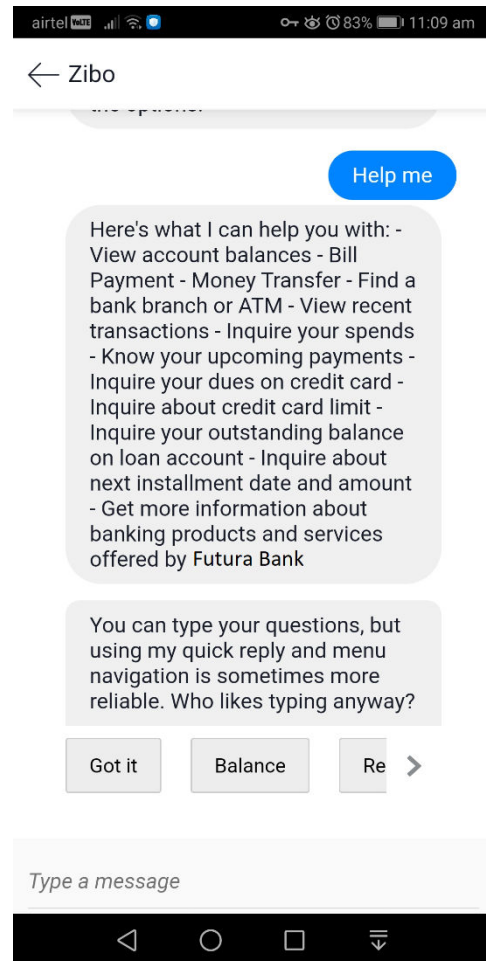 airtel VoLTE 83% 11:09 am
Zibo
Help me
Here's what I can help you with: -
View account balances - Bill
Payment - Money Transfer - Find a
bank branch or ATM - View recent
transactions - Inquire your spends
- Know your upcoming payments -
Inquire your dues on credit card -
Inquire about credit card limit -
Inquire your outstanding balance
on loan account - Inquire about
next installment date and amount
- Get more information about
banking products and services
offered by Futura Bank
You can type your questions, but
using my quick reply and menu
navigation is sometimes more
reliable. Who likes typing anyway?
Got it Balance Re
Type a message